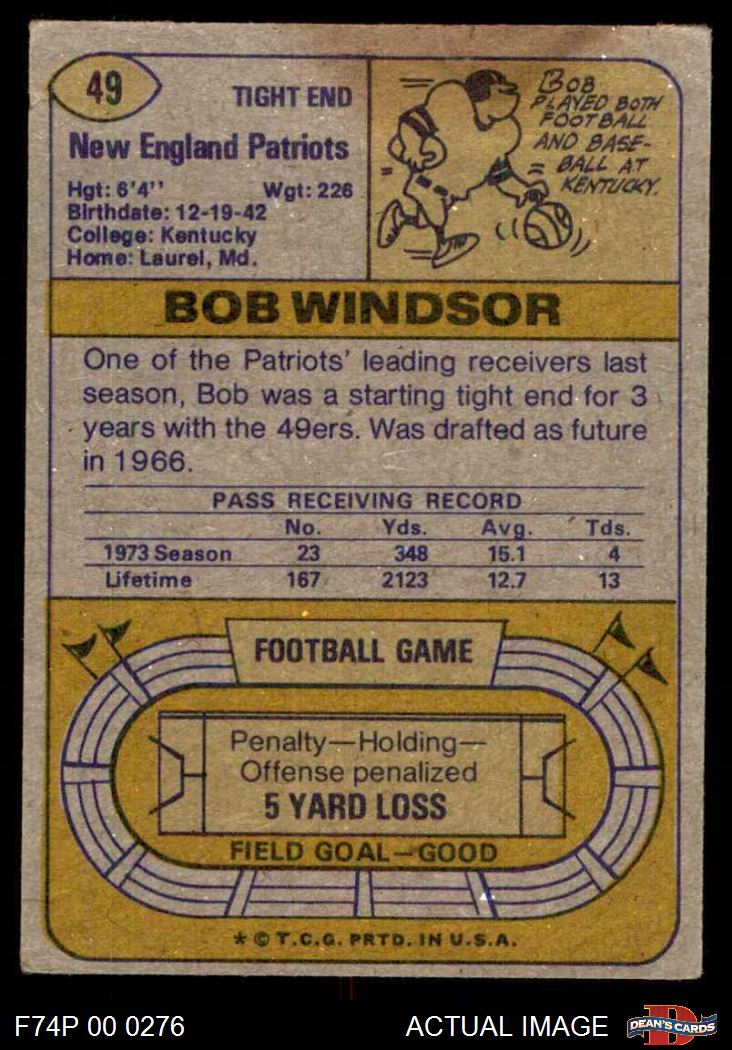 49
TIGHT END
New England Patriots
Hgt: 6'4" Wgt: 226
Birthdate: 12-19-42
College: Kentucky
Home: Laurel, Md.
BOB
PLAYED BOTH
FOOTBALL
AND BASE-
BALL AT
KENTUCKY.
BOB WINDSOR
One of the Patriots' leading receivers last
season, Bob was a starting tight end for 3
years with the 49ers. Was drafted as future
in 1966.
PASS RECEIVING RECORD
No. Yds. Avg. Tds.
1973 Season 23 348 15.1 4
Lifetime 167 2123 12.7 13
FOOTBALL GAME
Penalty—Holding—
Offense penalized
5 YARD LOSS
FIELD GOAL—GOOD
* © T.C.G. PRTD. IN U.S.A.
F74P 00 0276 ACTUAL IMAGE
D
DEAN'S CARDS